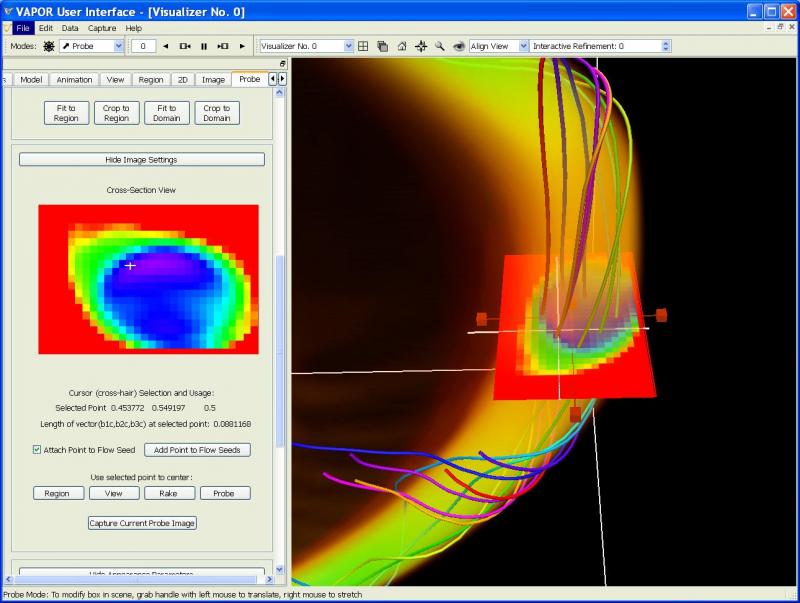 VAPOR User Interface - [Visualizer No. 0]
File Edit Data Capture Help
Modes: Probe 0 Visualizer No. 0 Align View Interactive Refinement: 0
s Model Animation View Region 2D Image Probe
Fit to Region
Crop to Region
Fit to Domain
Crop to Domain
Hide Image Settings
Cross-Section View
Cursor (cross-hair) Selection and Usage:
Selected Point 0.453772 0.549197 0.5
Length of vector(b1c,b2c,b3c) at selected point: 0.0881168
Attach Point to Flow Seed Add Point to Flow Seeds
Use selected point to center:
Region View Rake Probe
Capture Current Probe Image
Hide Appearance Parameters
Probe Mode: To modify box in scene, grab handle with left mouse to translate, right mouse to stretch